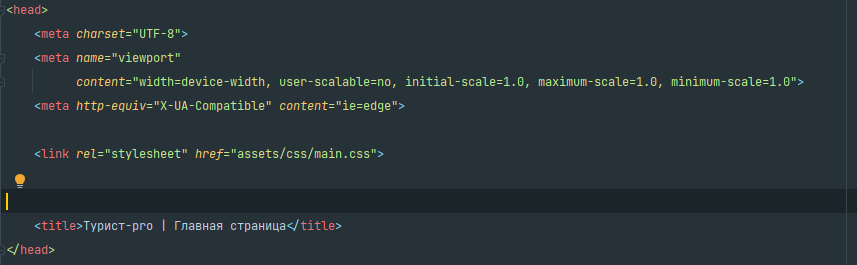 <head>
<meta charset="UTF-8">
<meta name="viewport"
content="width=device-width, user-scalable=no, initial-scale=1.0, maximum-scale=1.0, minimum-scale=1.0">
<meta http-equiv="X-UA-Compatible" content="ie=edge">
<link rel="stylesheet" href="assets/css/main.css">
<title>Турист-pro | Главная страница</title>
</head>